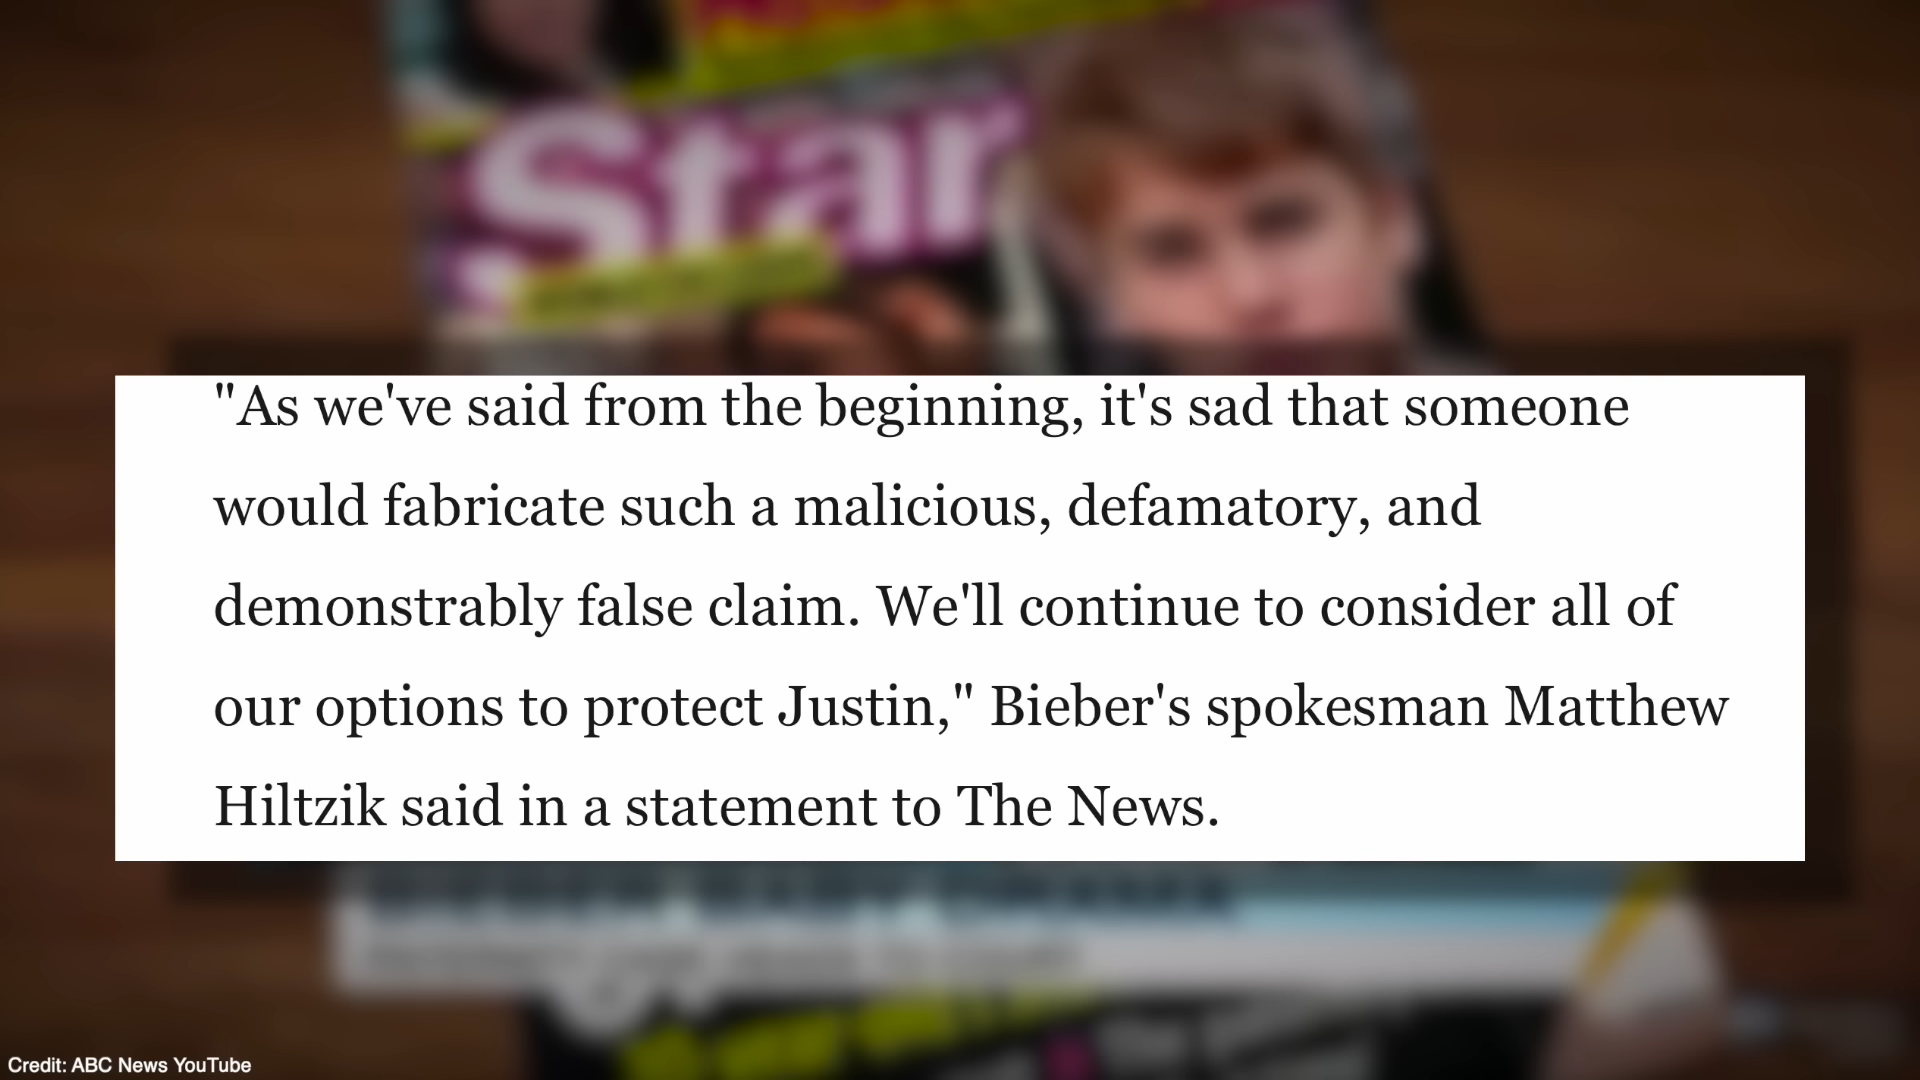 Star
"As we've said from the beginning, it's sad that someone
would fabricate such a malicious, defamatory, and
demonstrably false claim. We'll continue to consider all of
our options to protect Justin," Bieber's spokesman Matthew
Hiltzik said in a statement to The News.
Credit: ABC News YouTube